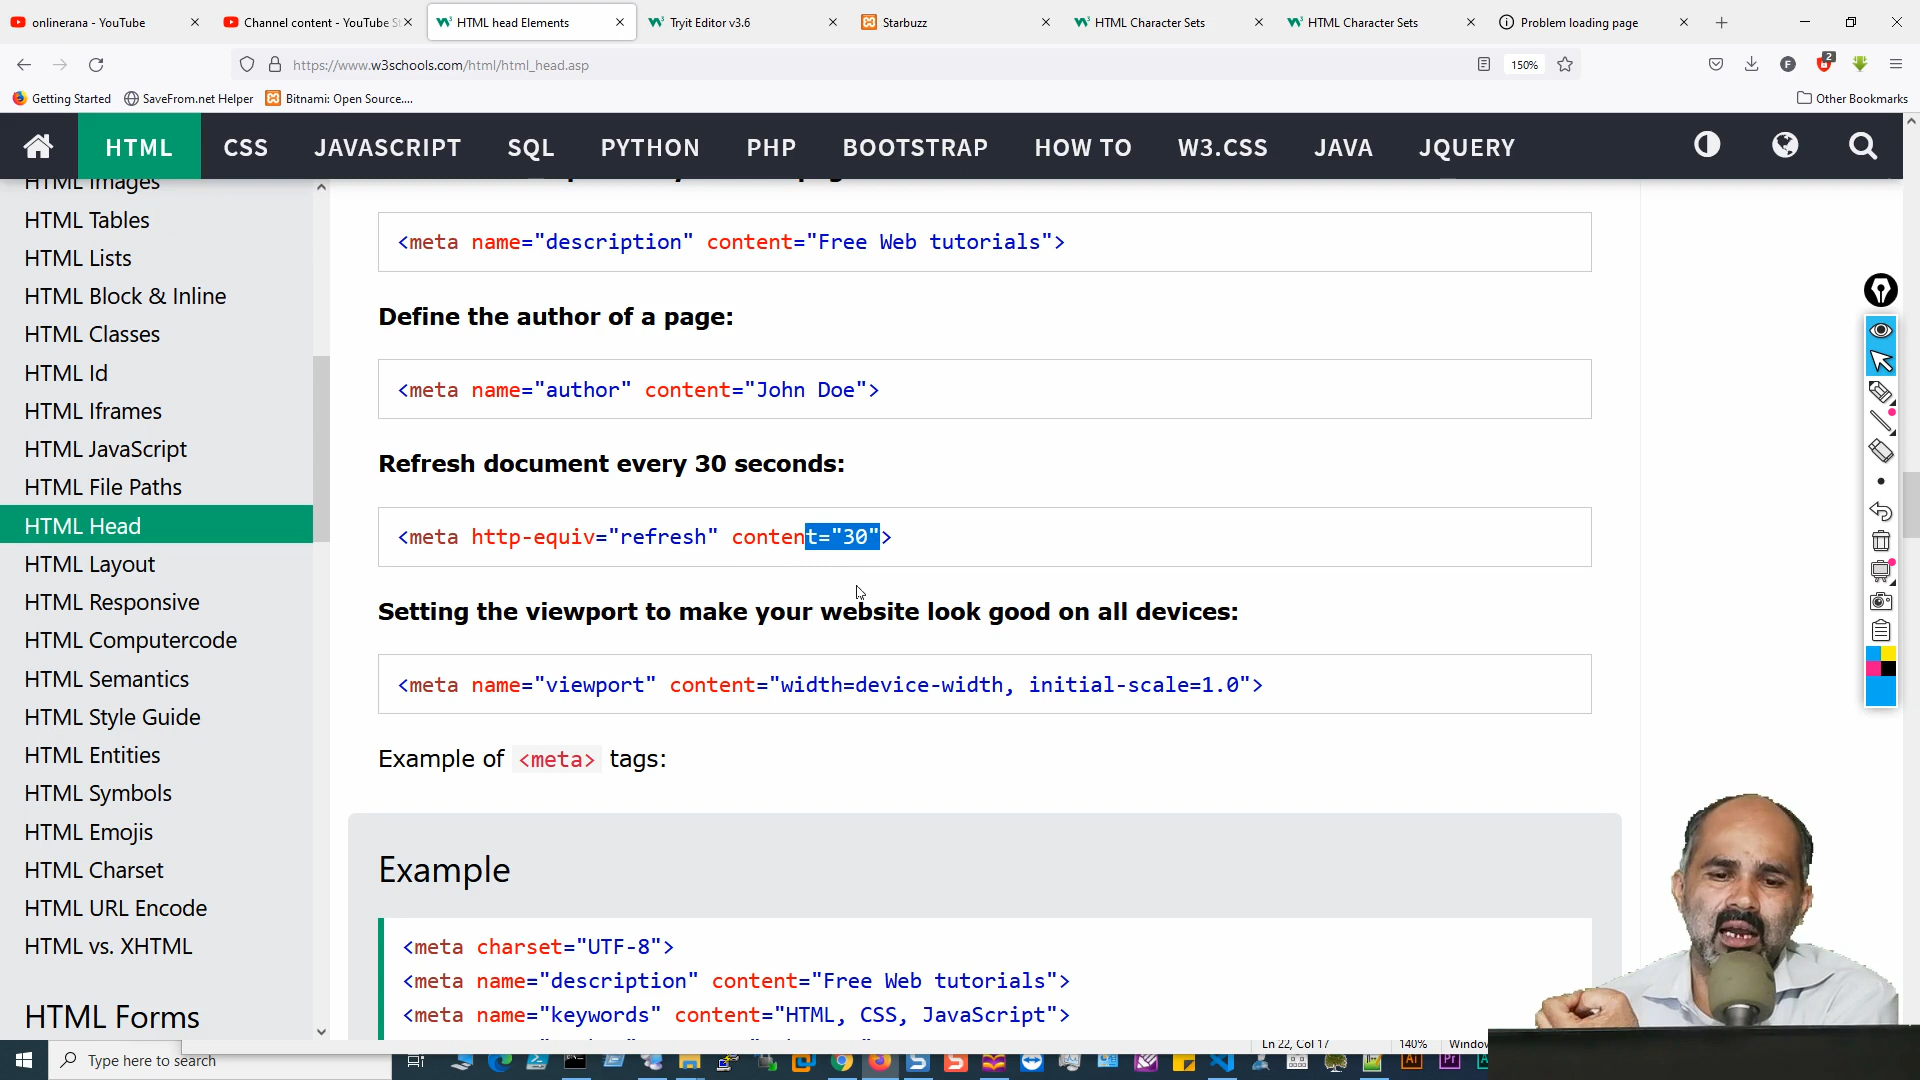 onlinerana - YouTube
Channel content - YouTube St
HTML head Elements
Tryit Editor v3.6
Starbuzz
HTML Character Sets
HTML Character Sets
Problem loading page
https://www.w3schools.com/html/html_head.asp
150%
2
Getting Started
SaveFrom.net Helper
Bitnami: Open Source....
Other Bookmarks
HTML
CSS
JAVASCRIPT
SQL
PYTHON
PHP
BOOTSTRAP
HOW TO
W3.CSS
JAVA
JQUERY
HTML Images
HTML Tables
HTML Lists
HTML Block & Inline
HTML Classes
HTML Id
HTML Iframes
HTML JavaScript
HTML File Paths
HTML Head
HTML Layout
HTML Responsive
HTML Computercode
HTML Semantics
HTML Style Guide
HTML Entities
HTML Symbols
HTML Emojis
HTML Charset
HTML URL Encode
HTML vs. XHTML
HTML Forms
<meta name="description" content="Free Web tutorials">
Define the author of a page:
<meta name="author" content="John Doe">
Refresh document every 30 seconds:
<meta http-equiv="refresh" content="30">
Setting the viewport to make your website look good on all devices:
<meta name="viewport" content="width=device-width, initial-scale=1.0">
Example of <meta> tags:
Example
<meta charset="UTF-8">
<meta name="description" content="Free Web tutorials">
<meta name="keywords" content="HTML, CSS, JavaScript">
Ln 22, Col 17
140%
Window
Type here to search